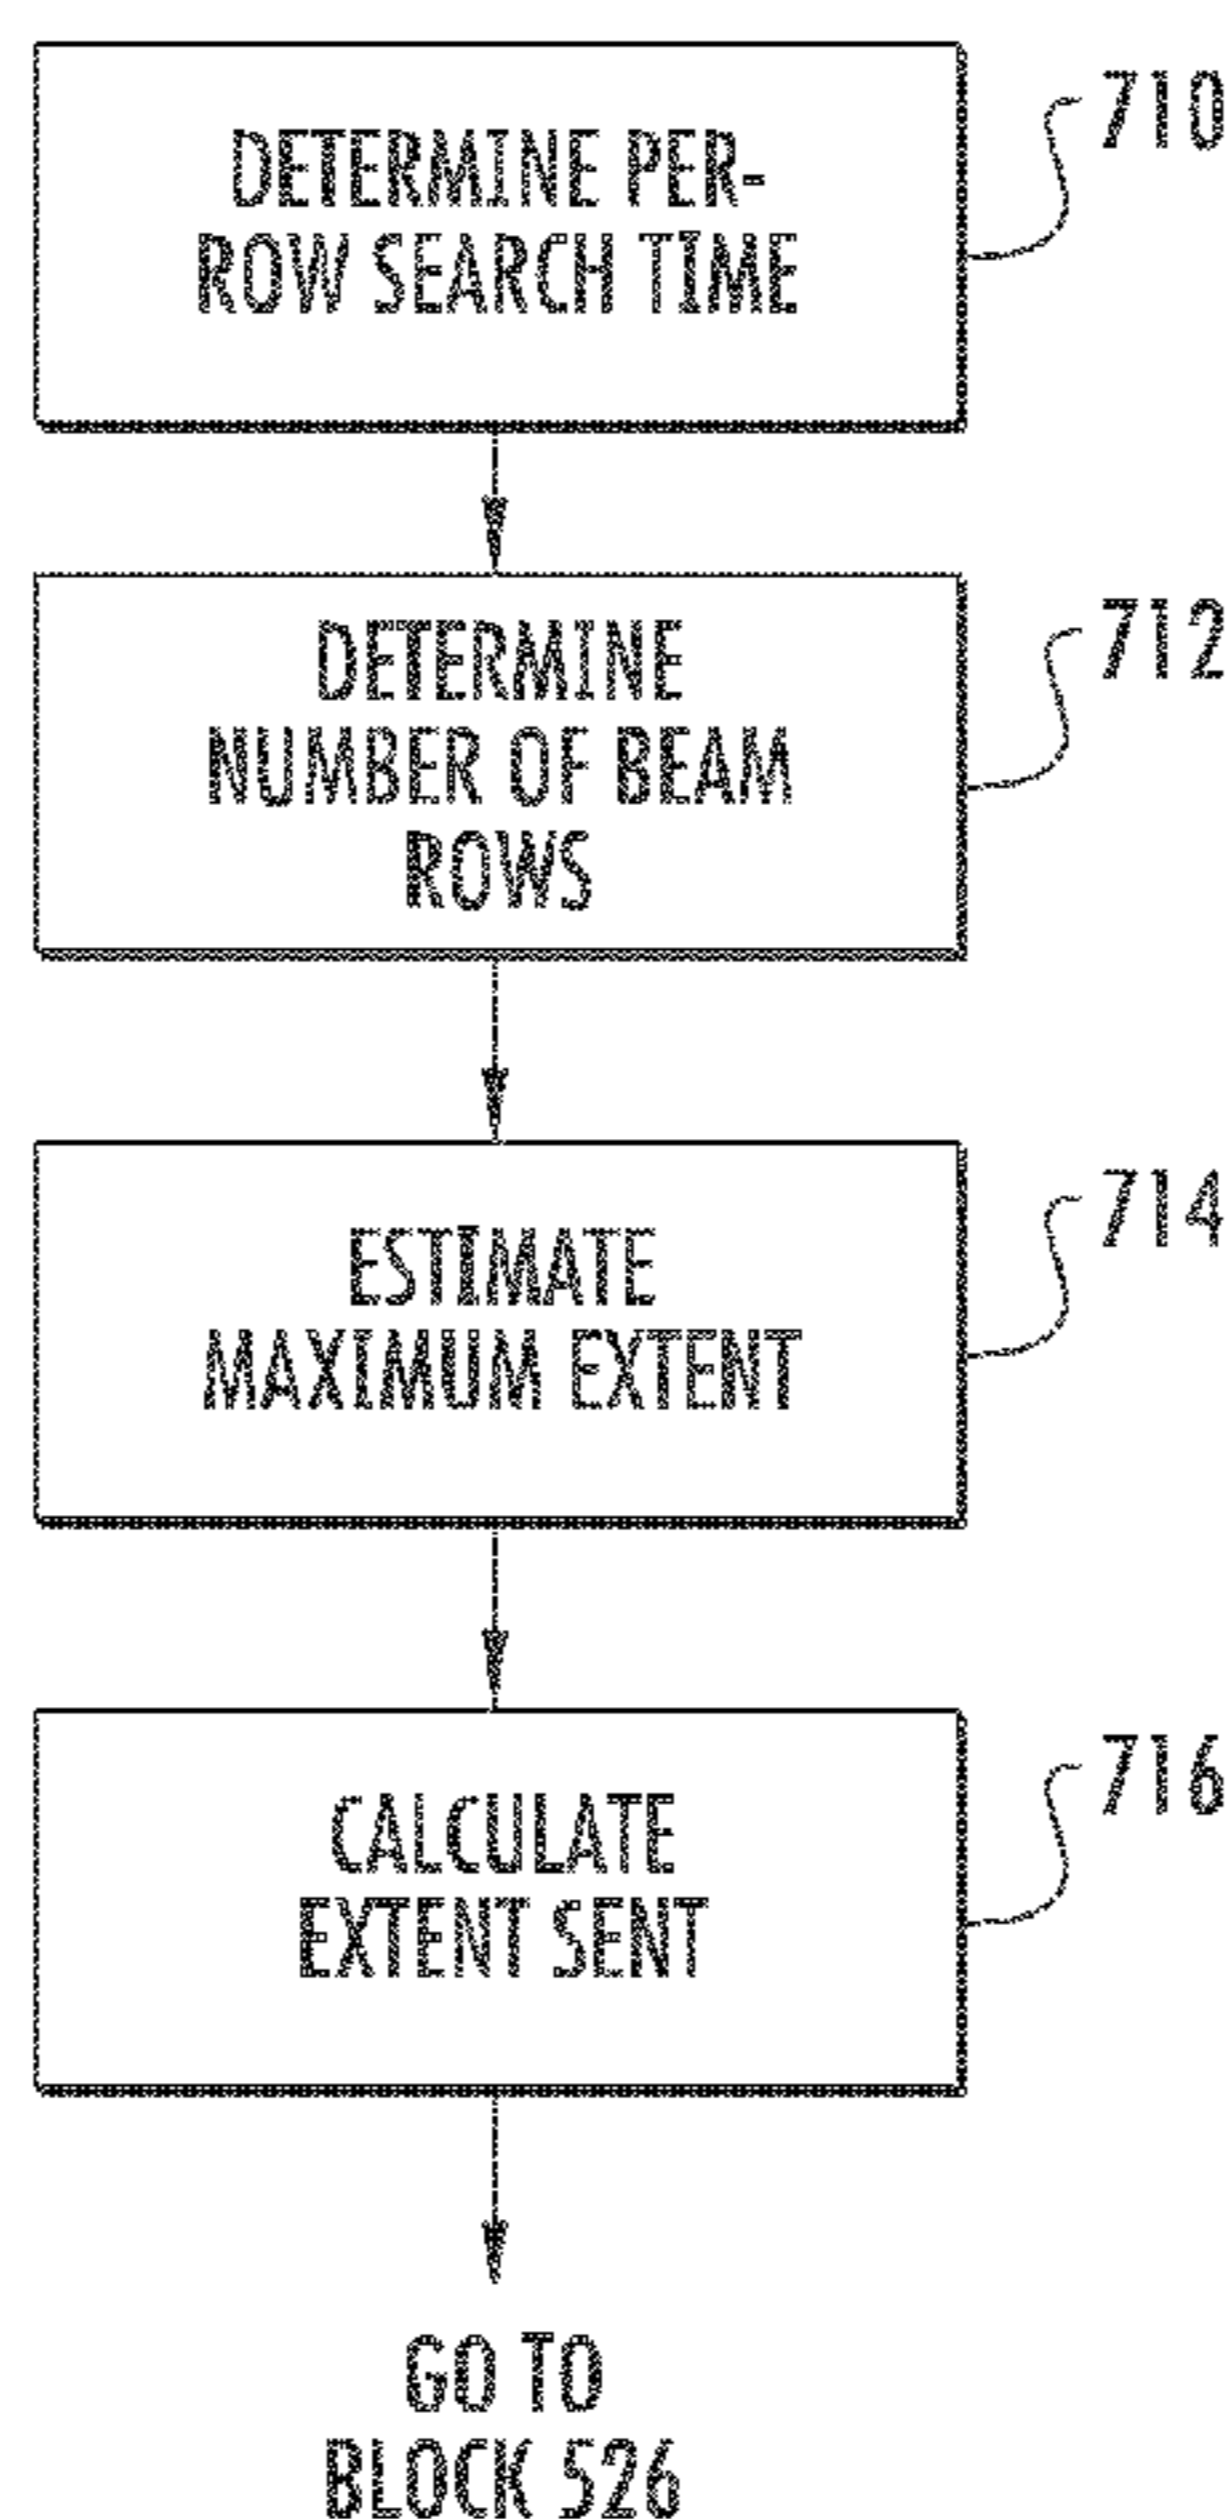 DETERMINE PER-
ROW SEARCH TIME
710
DETERMINE
NUMBER OF BEAM
ROWS
712
ESTIMATE
MAXIMUM EXTENT
714
CALCULATE
EXTENT SENT
716
GO TO
BLOCK 526